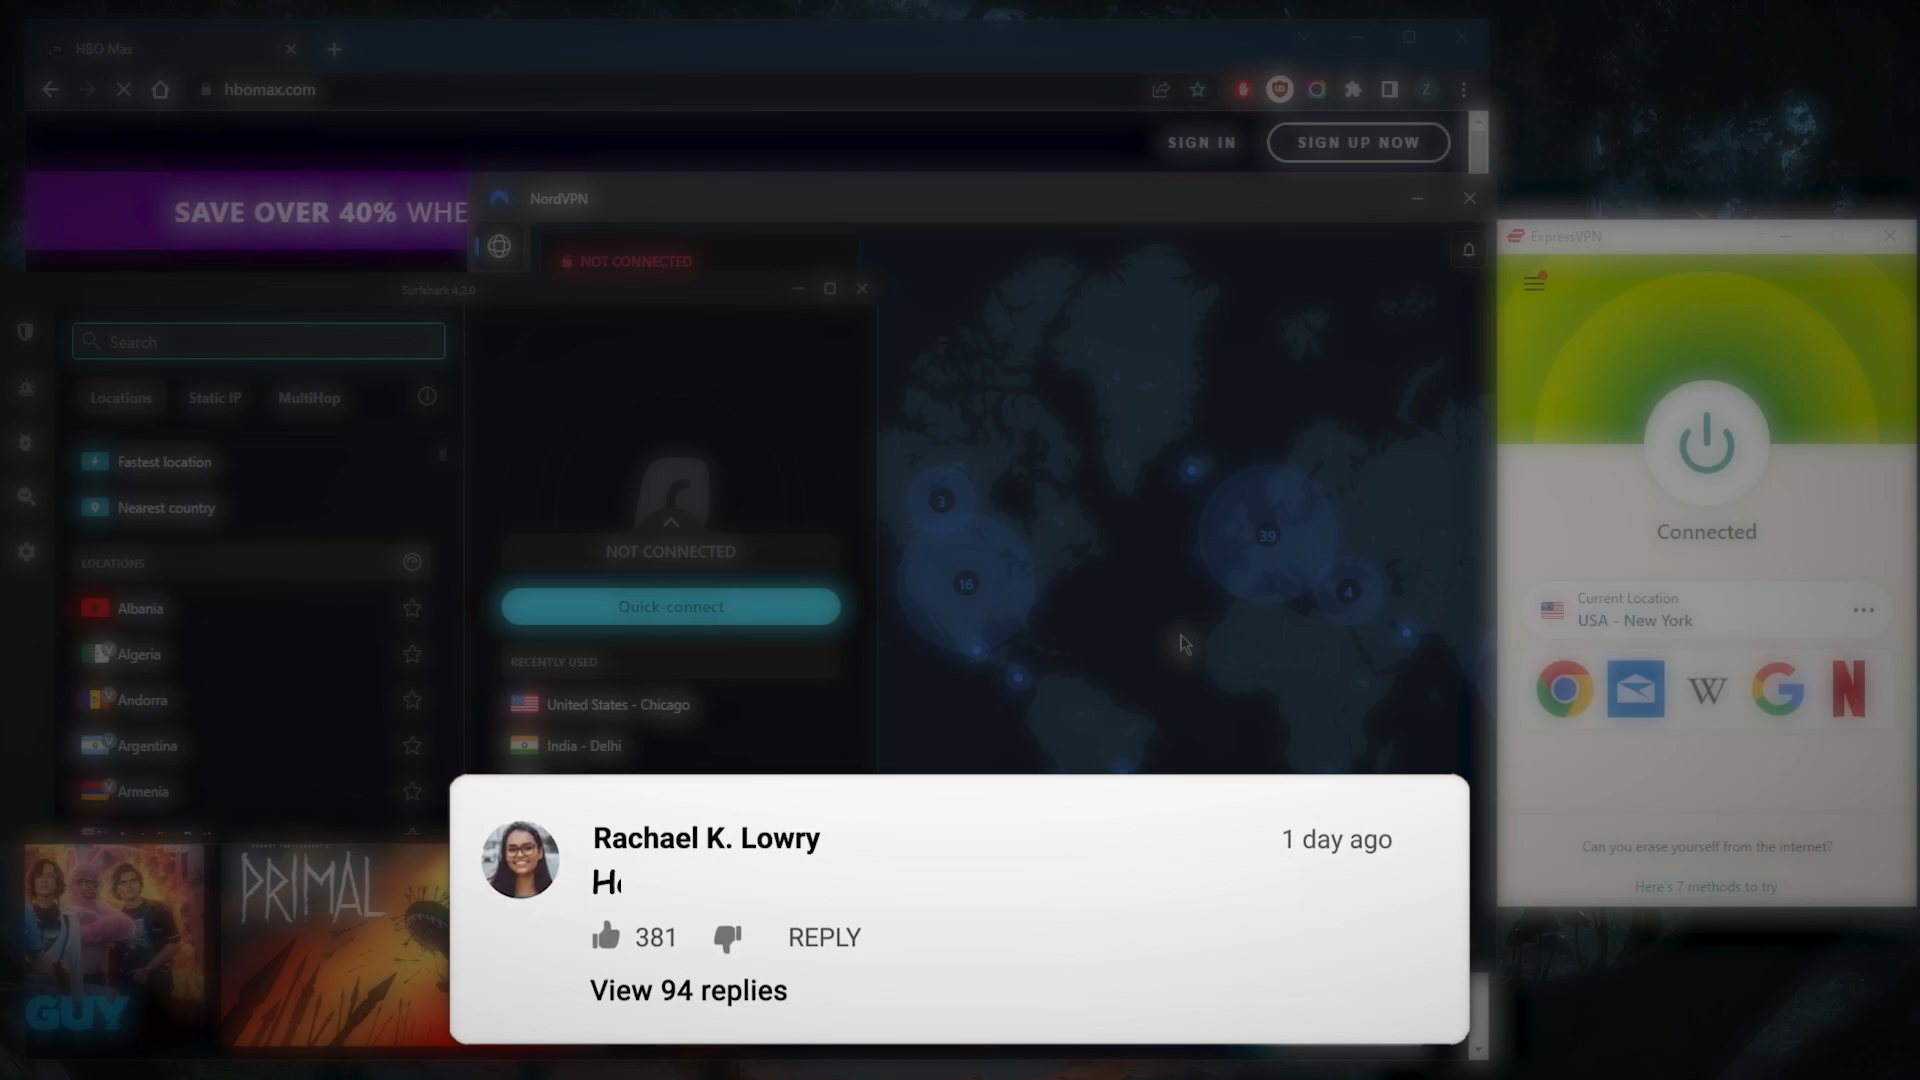 HBO Max
hbomax.com
Z
SIGN IN
SIGN UP NOW
SAVE OVER 40% WHE
NordVPN
NOT CONNECTED
Surfshark 4.2.0
Search
Locations
Static IP
MultiHop
Fastest location
Nearest country
LOCATIONS
Albania
Algeria
Andorra
Argentina
Armenia
NOT CONNECTED
Quick-connect
RECENTLY USED
United States - Chicago
India - Delhi
3
16
39
4
ExpressVPN
Connected
Current Location
USA - New York
W
G
N
Can you erase yourself from the internet?
Here's 7 methods to try
PRIMAL
GUY
Rachael K. Lowry
1 day ago
381
REPLY
View 94 replies